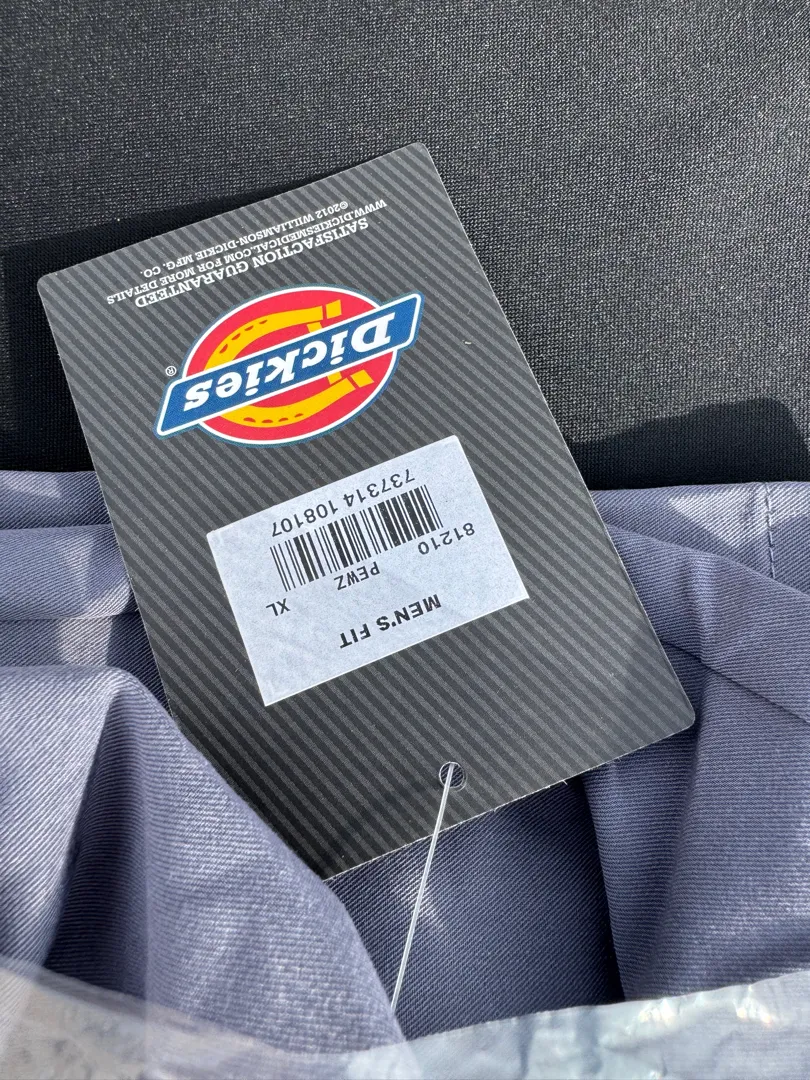 MEN'S FIT
PEWZ XL
81210
737314 108107
Dickies®
SATISFACTION GUARANTEED
WWW.DICKIESMEDICAL.COM FOR MORE DETAILS
©2012 WILLIAMSON-DICKIE MFG. CO.